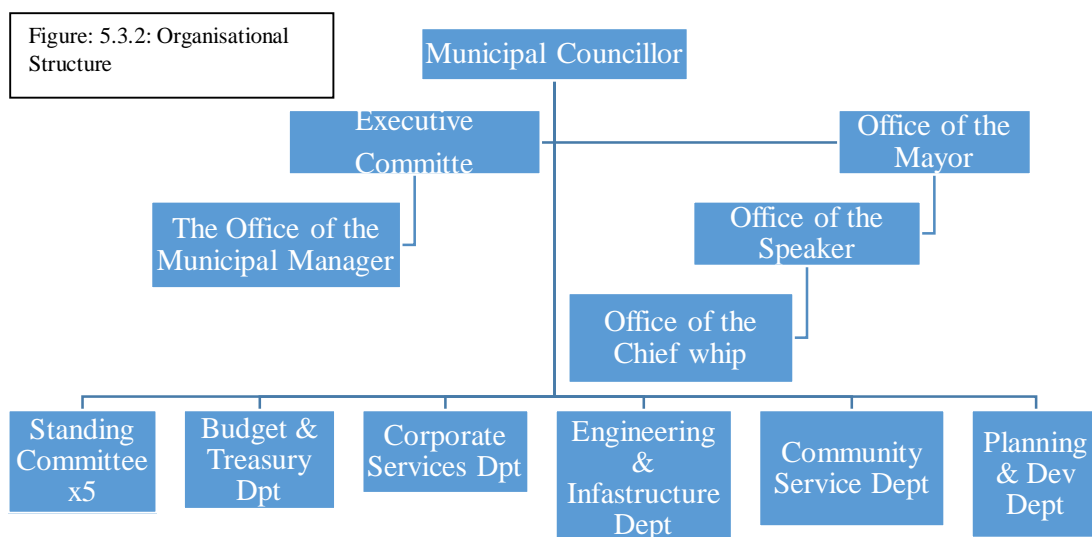 Figure: 5.3.2: Organisational
Structure
Municipal Councillor
Executive
Committe
Office of the
Mayor
The Office of the
Municipal Manager
Office of the
Speaker
Office of the
Chief whip
Standing
Committee
x5
Budget &
Treasury
Dpt
Corporate
Services Dpt
Engineering
&
Infastructure
Dept
Community
Service Dept
Planning
& Dev
Dept